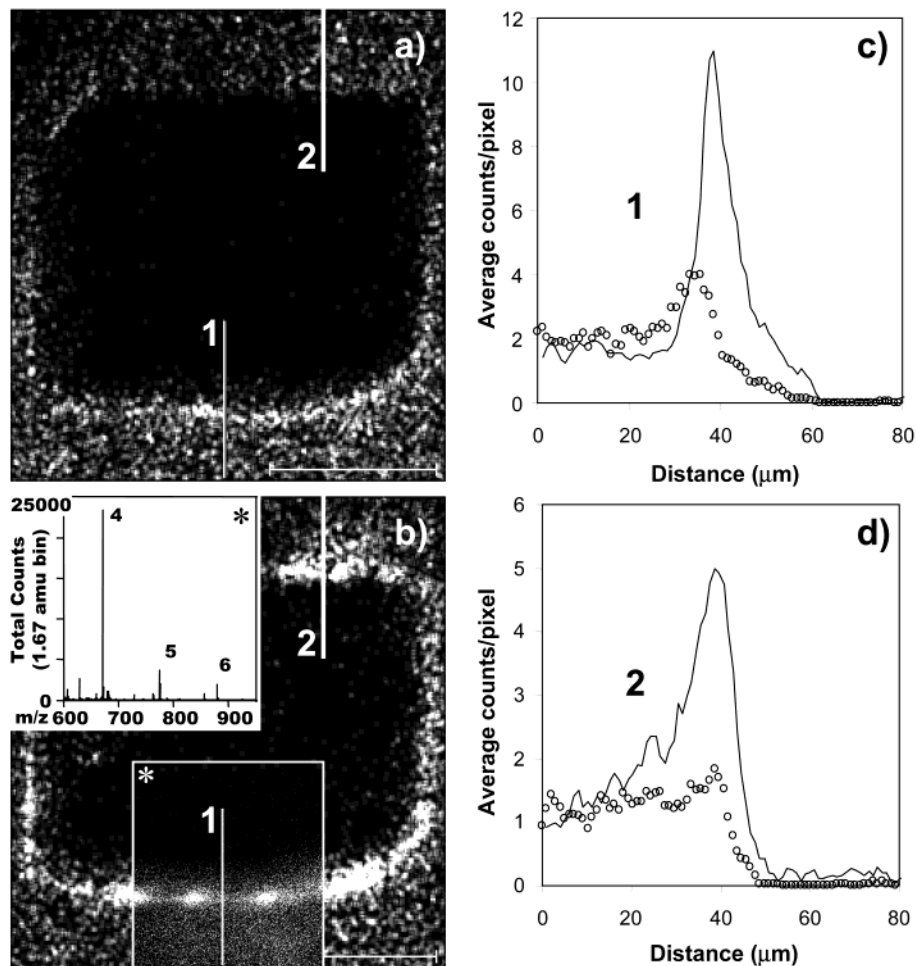 a)
2
1
b)
25000
4
*
Total Counts
(1.67 amu bin)
5
6
0
m/z 600 700 800 900
2
*
1
c)
12
10
8
6
4
2
0
1
Average counts/pixel
0 20 40 60 80
Distance (μm)
d)
6
5
4
3
2
1
0
2
Average counts/pixel
0 20 40 60 80
Distance (μm)